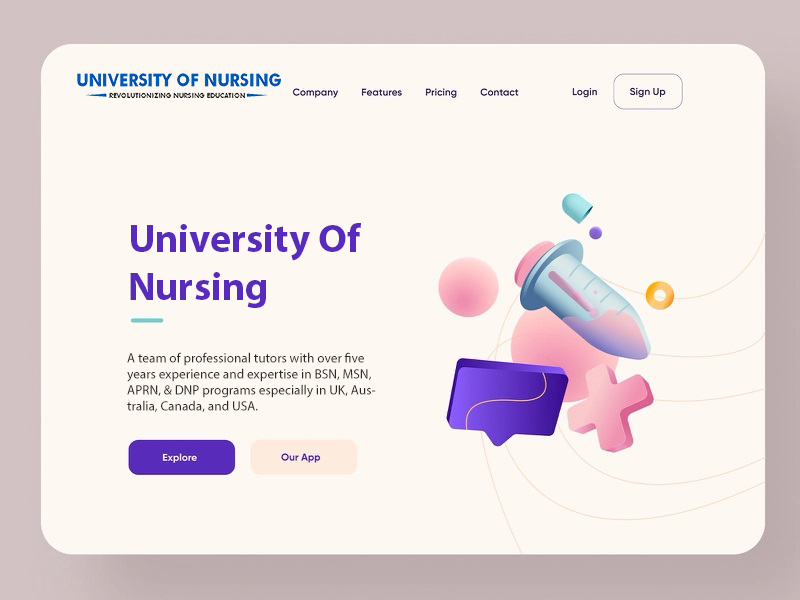 UNIVERSITY OF NURSING
REVOLUTIONIZING NURSING EDUCATION
Company Features Pricing Contact Login Sign Up
University Of
Nursing
A team of professional tutors with over five
years experience and expertise in BSN, MSN,
APRN, & DNP programs especially in UK, Aus-
tralia, Canada, and USA.
Explore Our App